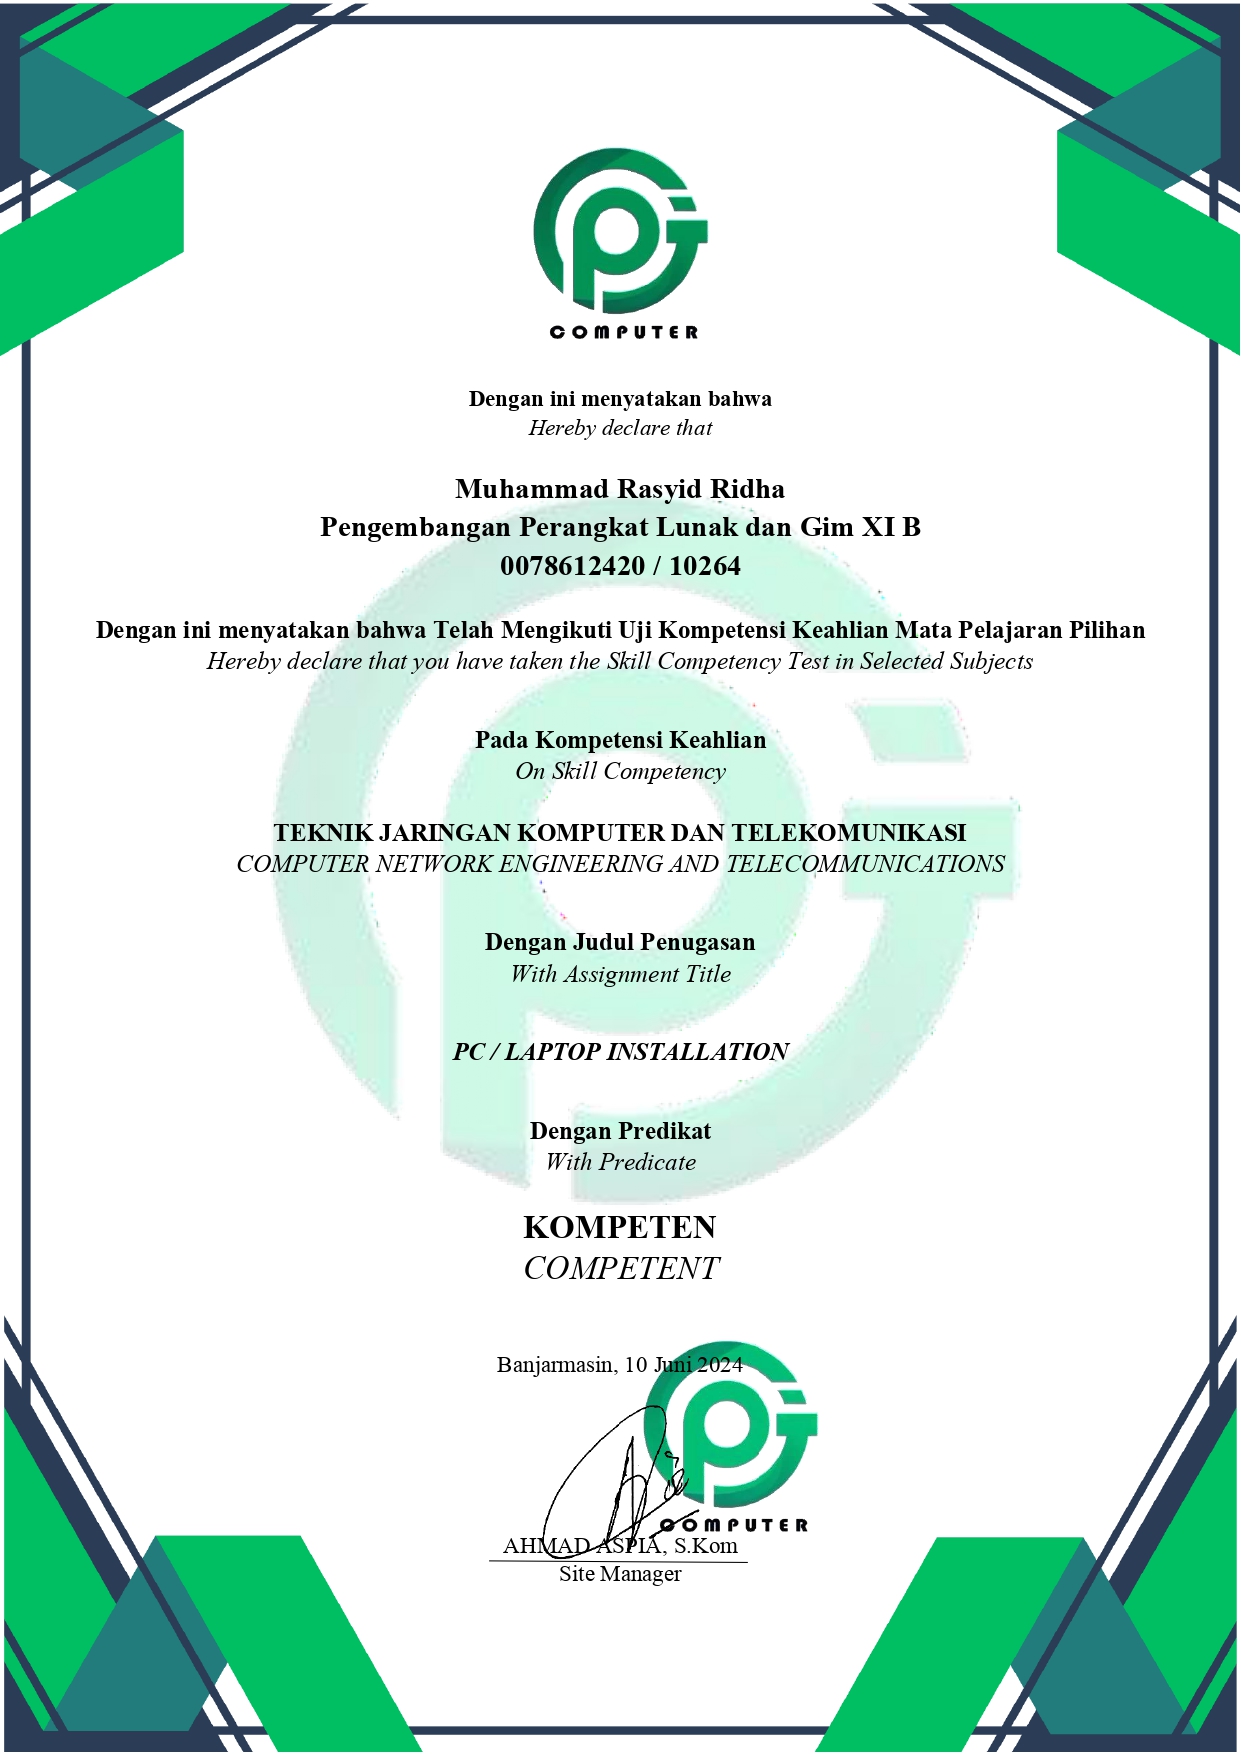 COMPUTER
Dengan ini menyatakan bahwa
Hereby declare that
Muhammad Rasyid Ridha
Pengembangan Perangkat Lunak dan Gim XI B
0078612420 / 10264
Dengan ini menyatakan bahwa Telah Mengikuti Uji Kompetensi Keahlian Mata Pelajaran Pilihan
Hereby declare that you have taken the Skill Competency Test in Selected Subjects
Pada Kompetensi Keahlian
On Skill Competency
TEKNIK JARINGAN KOMPUTER DAN TELEKOMUNIKASI
COMPUTER NETWORK ENGINEERING AND TELECOMMUNICATIONS
Dengan Judul Penugasan
With Assignment Title
PC / LAPTOP INSTALLATION
Dengan Predikat
With Predicate
KOMPETEN
COMPETENT
Banjarmasin, 10 Juni 2024
COMPUTER
AHMAD ASPIA, S.Kom
Site Manager